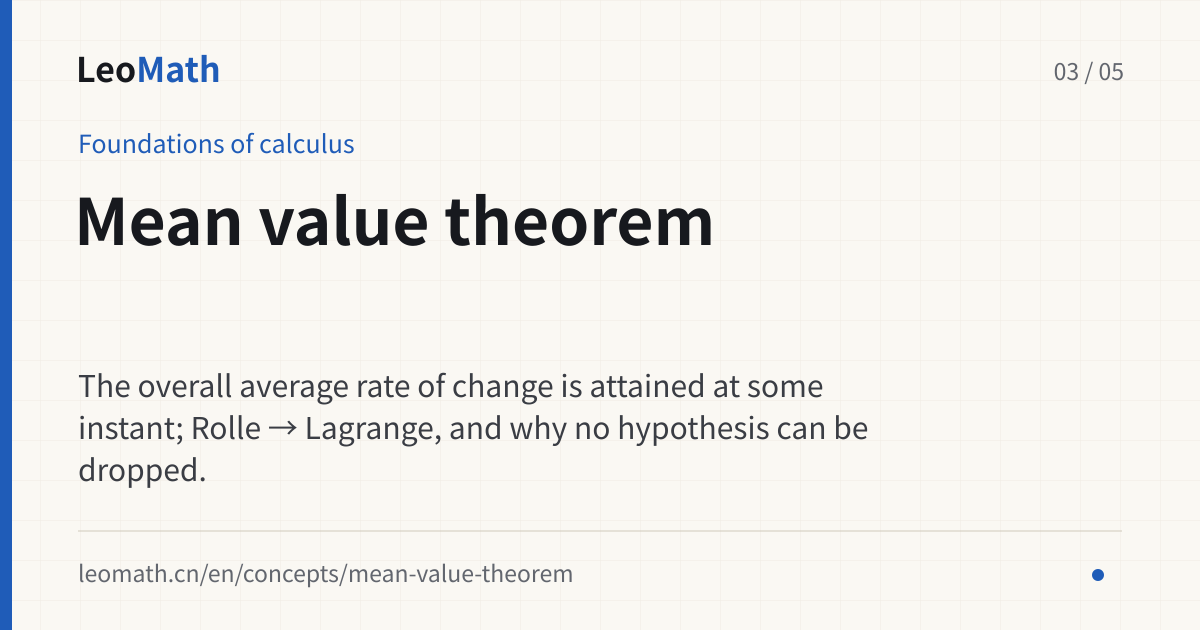 LeoMath
03 / 05
Foundations of calculus
Mean value theorem
The overall average rate of change is attained at some
instant; Rolle → Lagrange, and why no hypothesis can be
dropped.
leomath.cn/en/concepts/mean-value-theorem